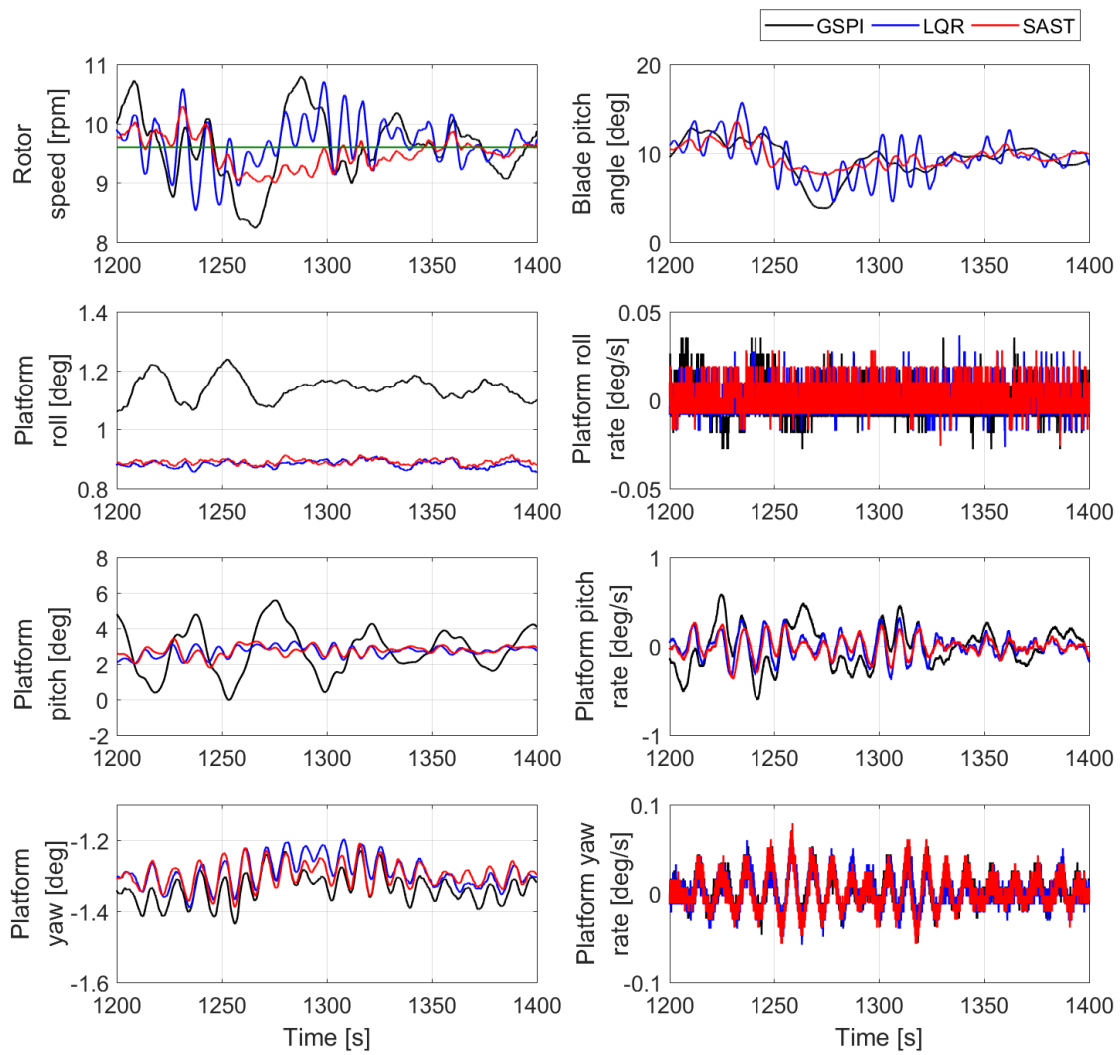 GSPI LQR SAST
Rotor
speed [rpm]
11
10
9
8
1200 1250 1300 1350 1400
Blade pitch
angle [deg]
20
10
0
1200 1250 1300 1350 1400
Platform
roll [deg]
1.4
1.2
1
0.8
1200 1250 1300 1350 1400
Platform roll
rate [deg/s]
0.05
0
-0.05
1200 1250 1300 1350 1400
Platform
pitch [deg]
8
6
4
2
0
-2
1200 1250 1300 1350 1400
Platform pitch
rate [deg/s]
1
0
-1
1200 1250 1300 1350 1400
Platform
yaw [deg]
-1.2
-1.4
-1.6
1200 1250 1300 1350 1400
Time [s]
Platform yaw
rate [deg/s]
0.1
0
-0.1
1200 1250 1300 1350 1400
Time [s]